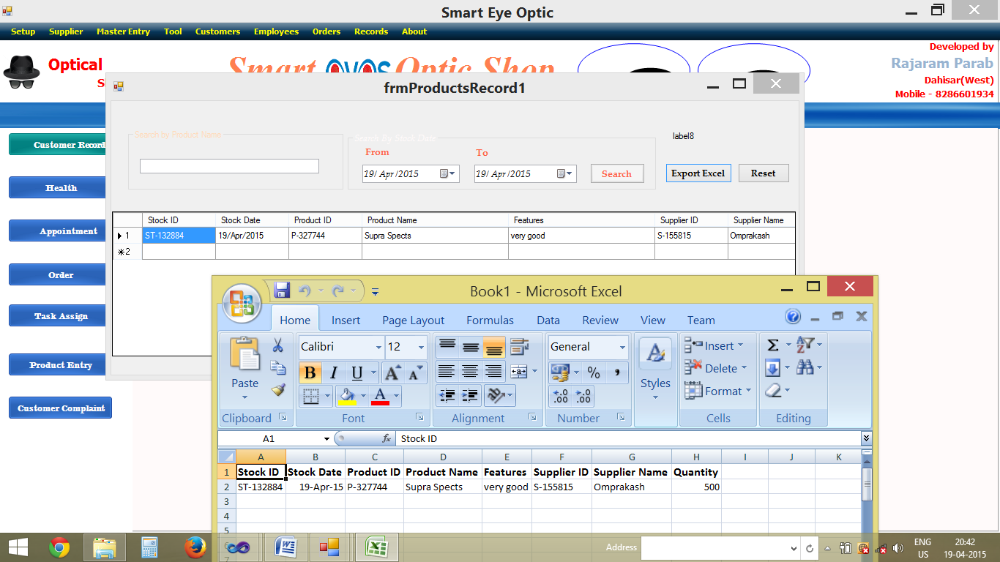 Smart Eye Optic
Setup Supplier Master Entry Tool Customers Employees Orders Records About
Developed by
Optical
Smart eyes Optic Shop
Rajaram Parab
S
Dahisar(West)
Mobile - 8286601934
frmProductsRecord1
Search by Product Name
Search By Stock Date
label8
From To
19/ Apr /2015 19/ Apr /2015 Search Export Excel Reset
Customer Record
Health
Appointment
Order
Task Assign
Product Entry
Customer Complaint
Stock ID Stock Date Product ID Product Name Features Supplier ID Supplier Name
1 ST-132884 19/Apr/2015 P-327744 Supra Spects very good S-155815 Omprakash
2
Book1 - Microsoft Excel
Home Insert Page Layout Formulas Data Review View Team
Calibri 12 General
Insert
Paste B I U A A % , Styles Delete
A .00 .00 Format
Clipboard Font Alignment Number Cells Editing
A1 fx Stock ID
A B C D E F G H I J K
1 Stock ID Stock Date Product ID Product Name Features Supplier ID Supplier Name Quantity
2 ST-132884 19-Apr-15 P-327744 Supra Spects very good S-155815 Omprakash 500
3
4
5
Address ENG 20:42
US 19-04-2015